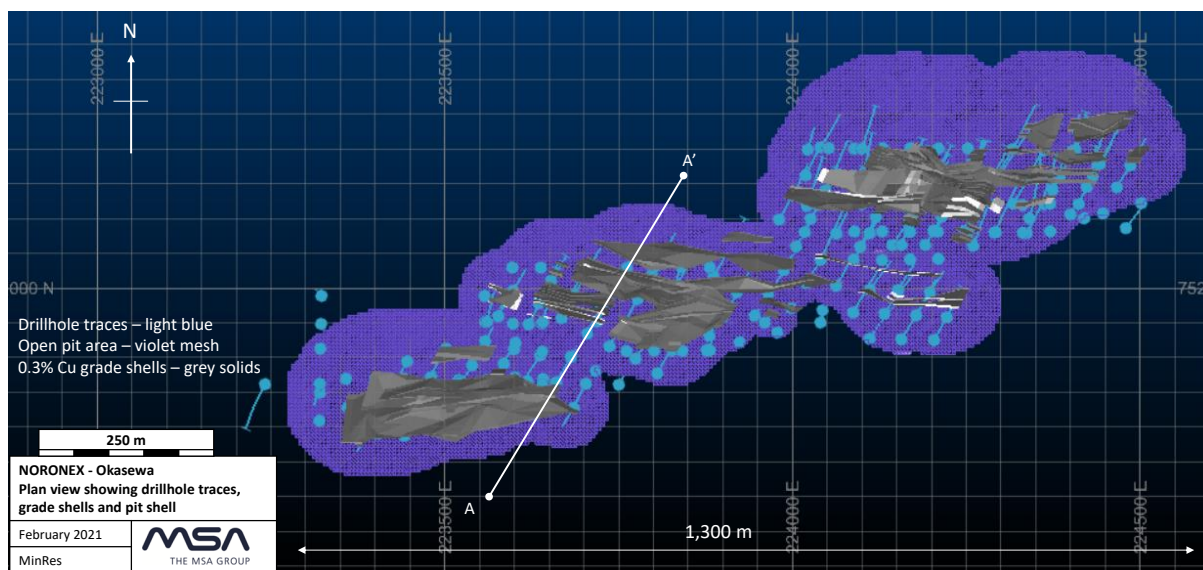 N
223000 E
223500 E
224000 E
224500 E
A'
000 N
752
Drillhole traces – light blue
Open pit area – violet mesh
0.3% Cu grade shells – grey solids
250 m
NORONEX - Okasewa
Plan view showing drillhole traces,
grade shells and pit shell
February 2021
MinRes
MSA
THE MSA GROUP
A
223500 E
224000 E
224500 E
1,300 m